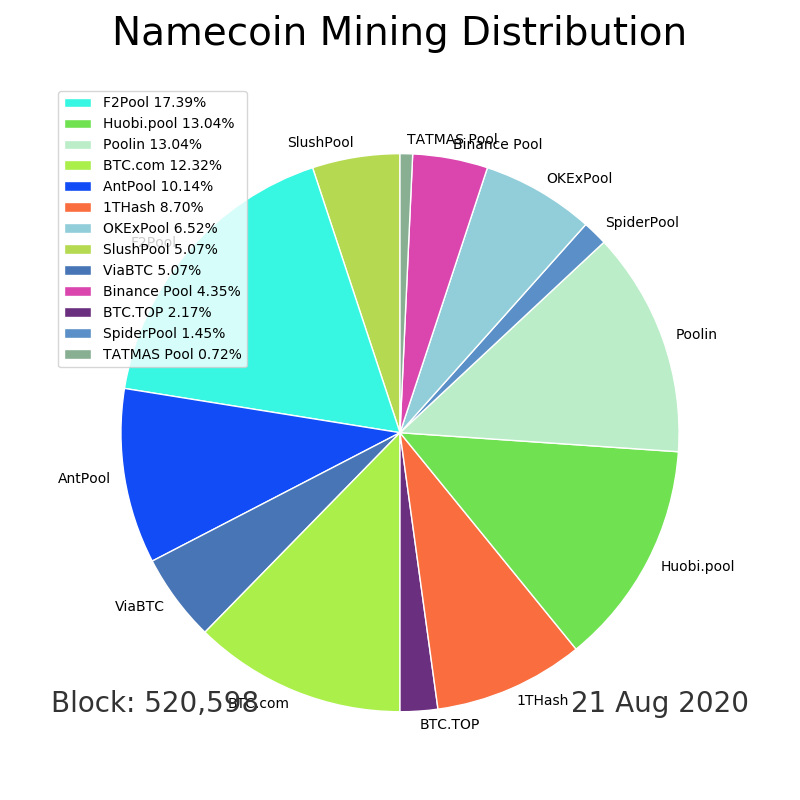 Namecoin Mining Distribution
F2Pool 17.39%
Huobi.pool 13.04%
Poolin 13.04%
BTC.com 12.32%
AntPool 10.14%
1THash 8.70%
OKExPool 6.52%
SlushPool 5.07%
ViaBTC 5.07%
Binance Pool 4.35%
BTC.TOP 2.17%
SpiderPool 1.45%
TATMAS Pool 0.72%
SlushPool
TATMAS Pool
Binance Pool
OKExPool
SpiderPool
F2Pool
Poolin
AntPool
Huobi.pool
ViaBTC
1THash
BTC.com
BTC.TOP
Block: 520,598
21 Aug 2020